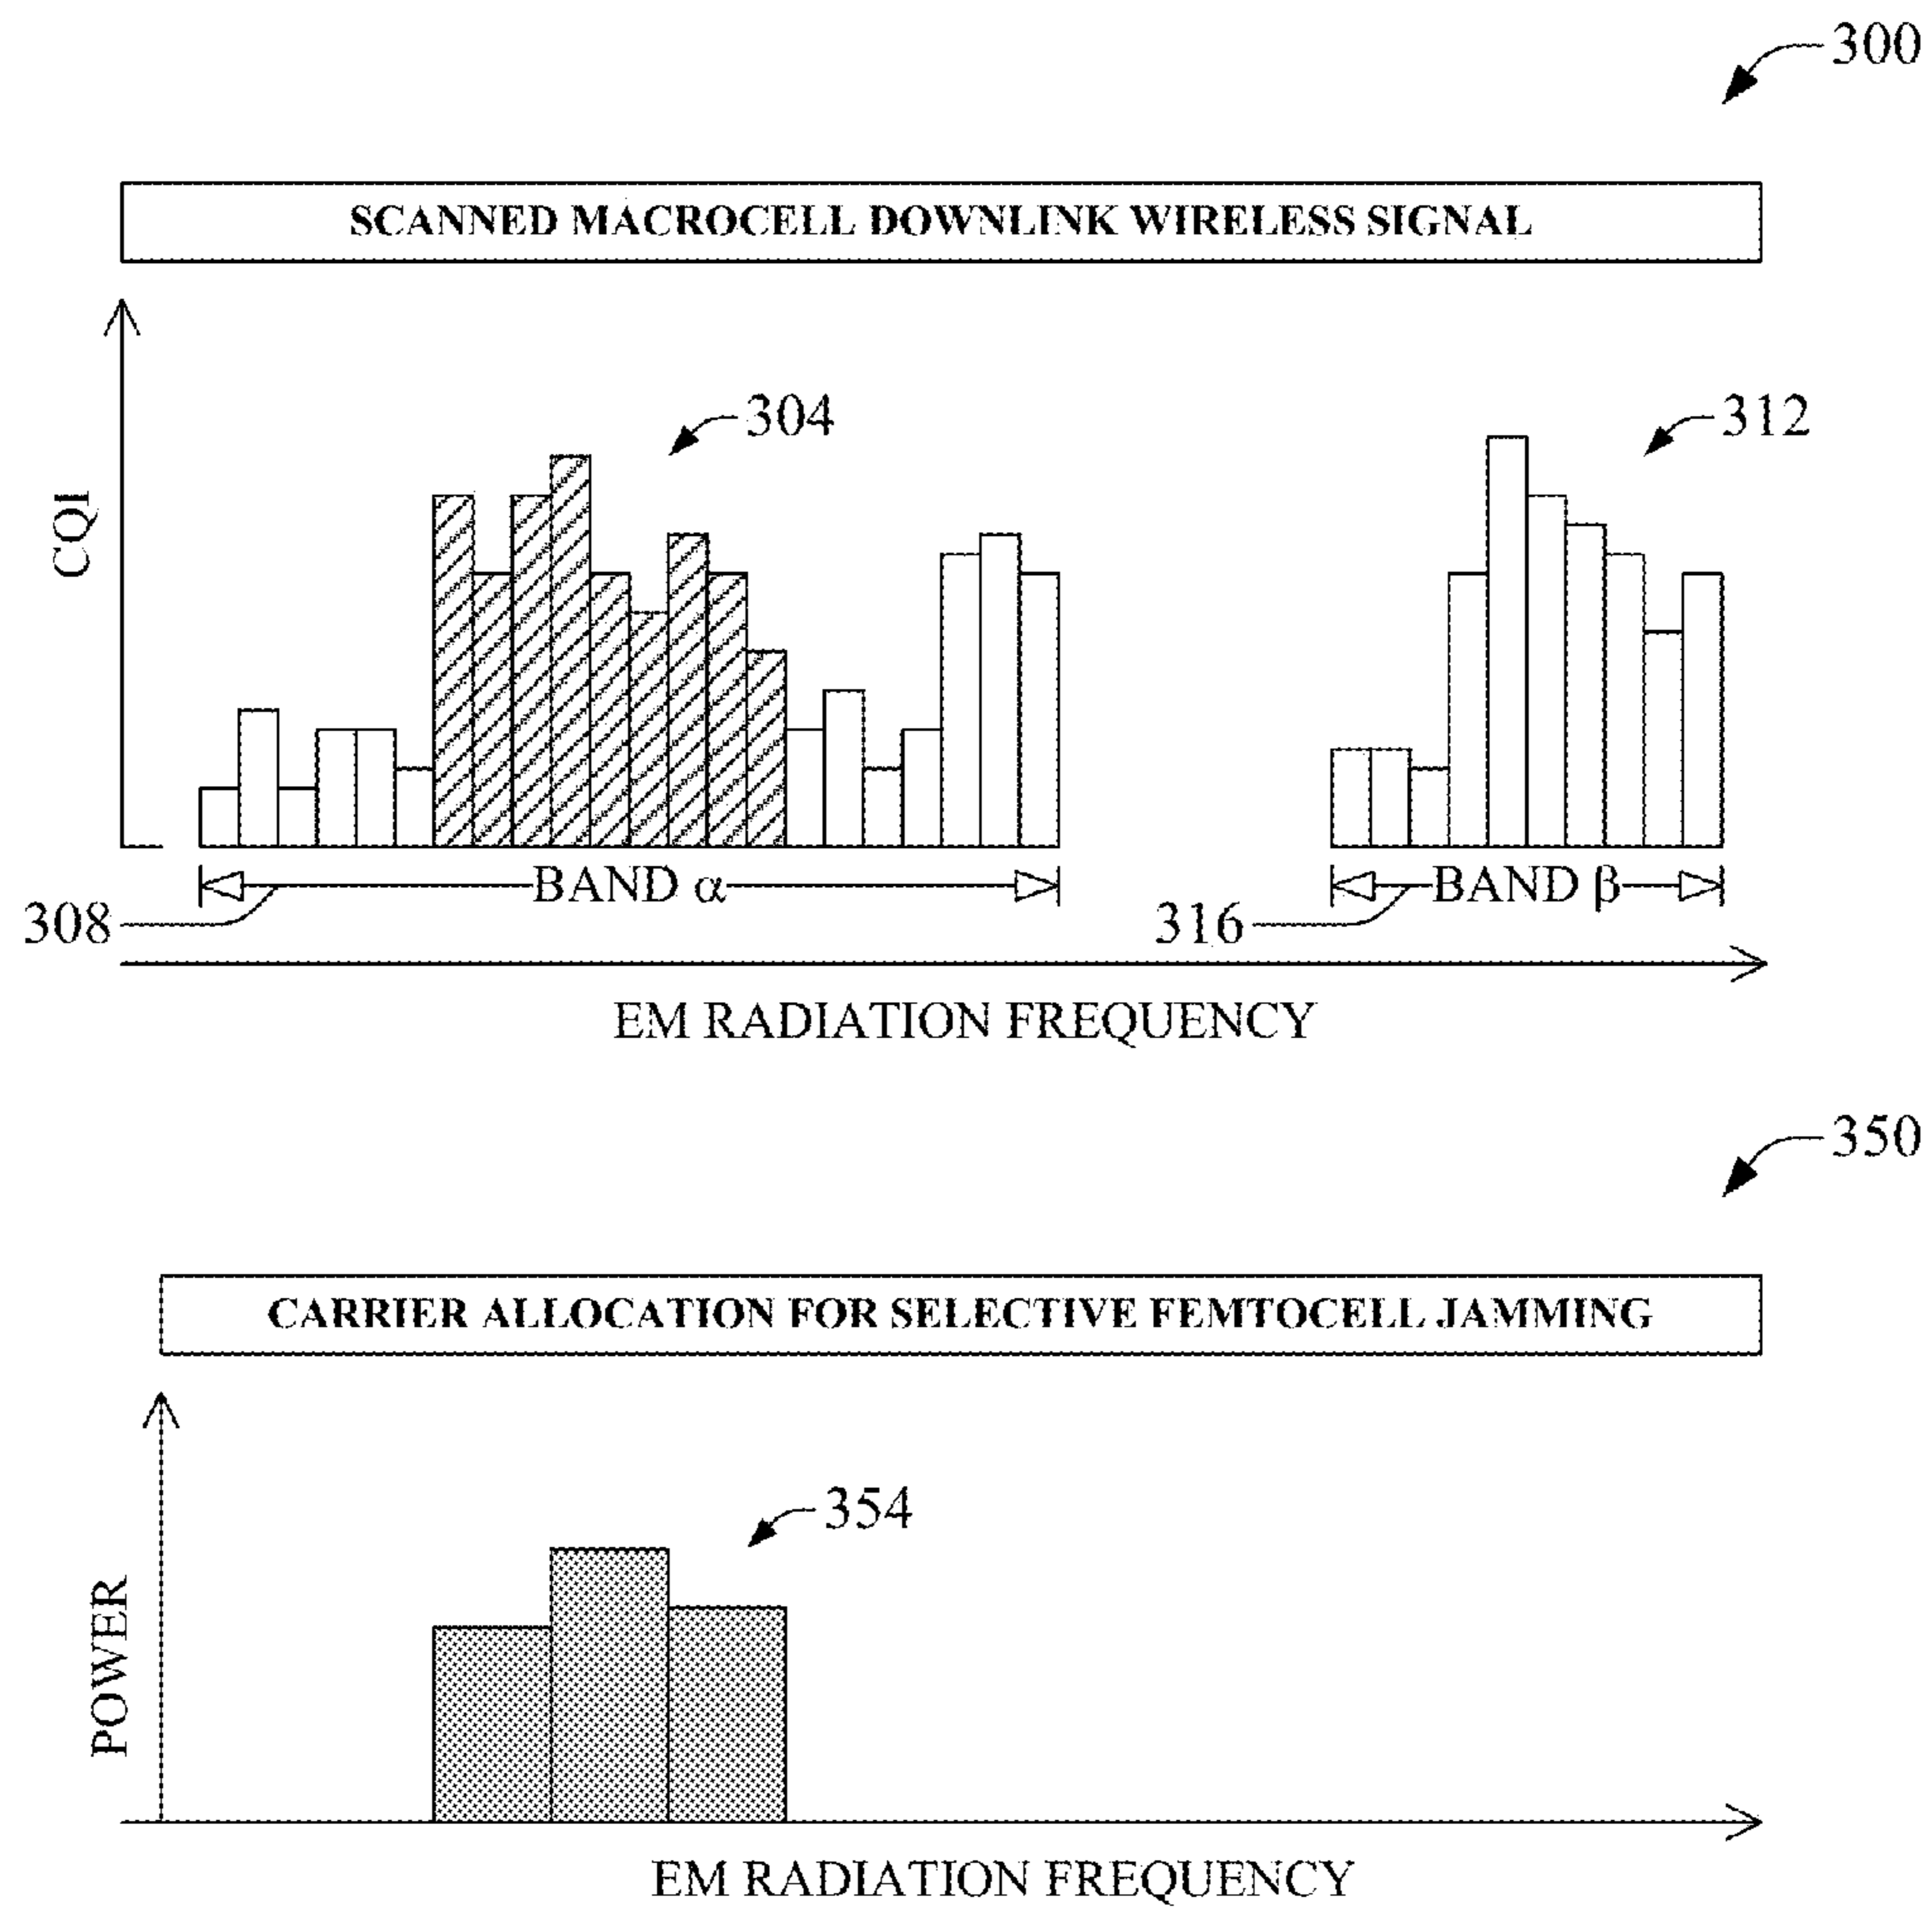 300
SCANNED MACROCELL DOWNLINK WIRELESS SIGNAL
304
312
CQI
BAND α
BAND β
308
316
EM RADIATION FREQUENCY
350
CARRIER ALLOCATION FOR SELECTIVE FEMTOCELL JAMMING
354
POWER
EM RADIATION FREQUENCY